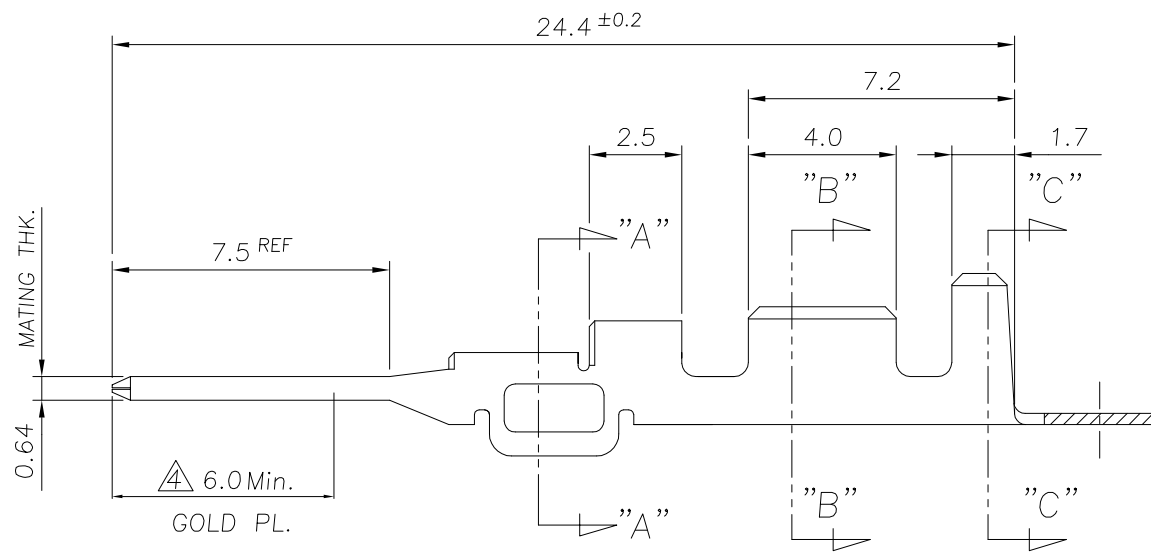 24.4 ±0.2
7.2
2.5
4.0
1.7
"B"
"C"
"A"
7.5 REF
MATING THK.
0.64
4 6.0 Min.
GOLD PL.
"A"
"B"
"C"